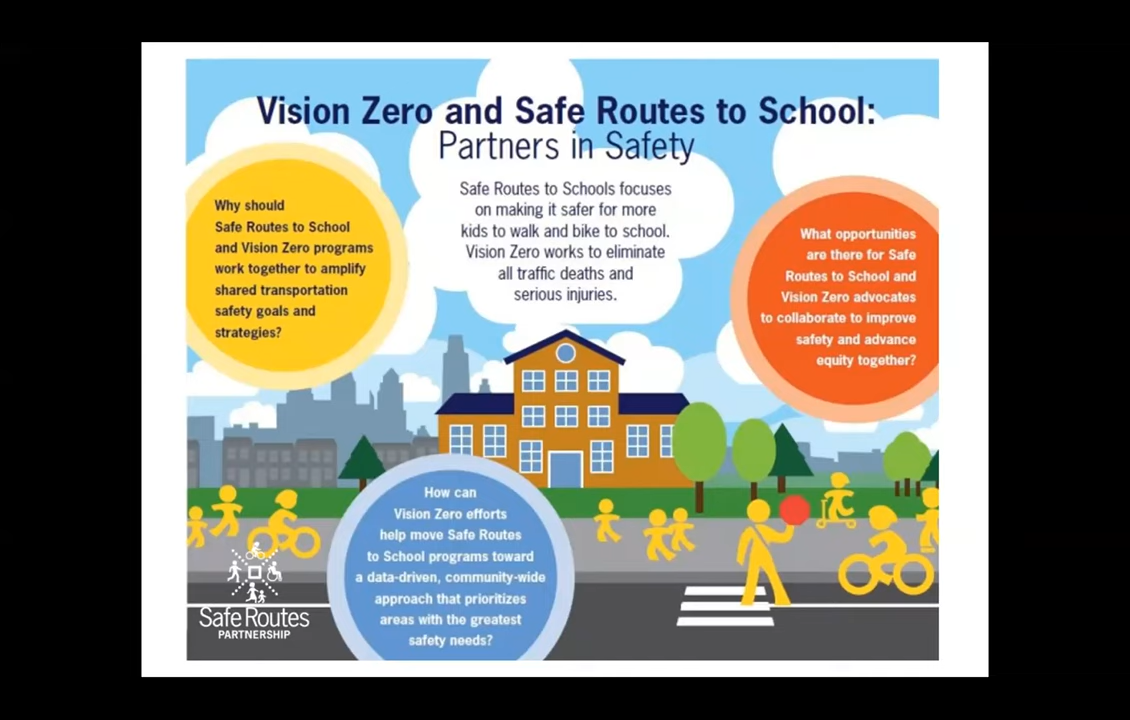 Vision Zero and Safe Routes to School:
Partners in Safety
Safe Routes to Schools focuses
on making it safer for more
kids to walk and bike to school.
Vision Zero works to eliminate
all traffic deaths and
serious injuries.
Why should
Safe Routes to School
and Vision Zero programs
work together to amplify
shared transportation
safety goals and
strategies?
What opportunities
are there for Safe
Routes to School and
Vision Zero advocates
to collaborate to improve
safety and advance
equity together?
How can
Vision Zero efforts
help move Safe Routes
to School programs toward
a data-driven, community-wide
approach that prioritizes
areas with the greatest
safety needs?
Safe Routes
PARTNERSHIP